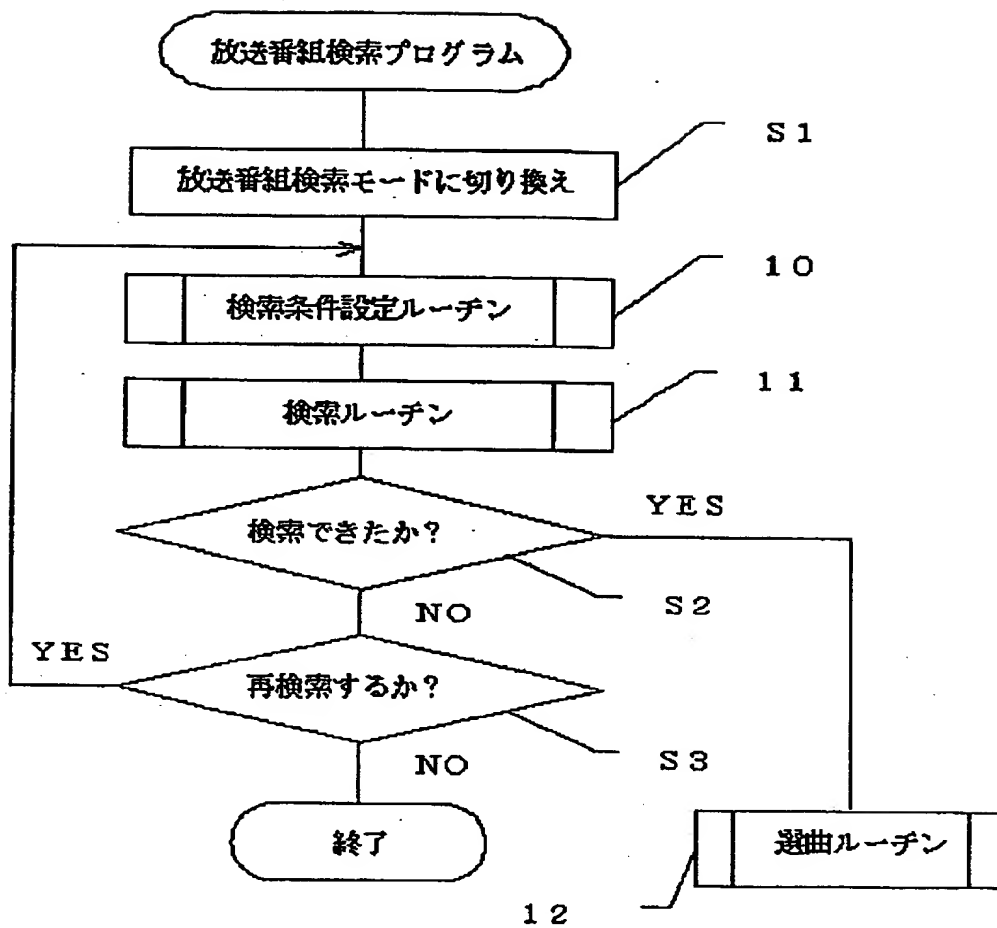 放送番組検索プログラム
S1
放送番組検索モードに切り換え
10
検索条件設定ルーチン
11
検索ルーチン
YES
検索できたか?
S2
NO
YES
再検索するか?
S3
NO
終了
選曲ルーチン
12